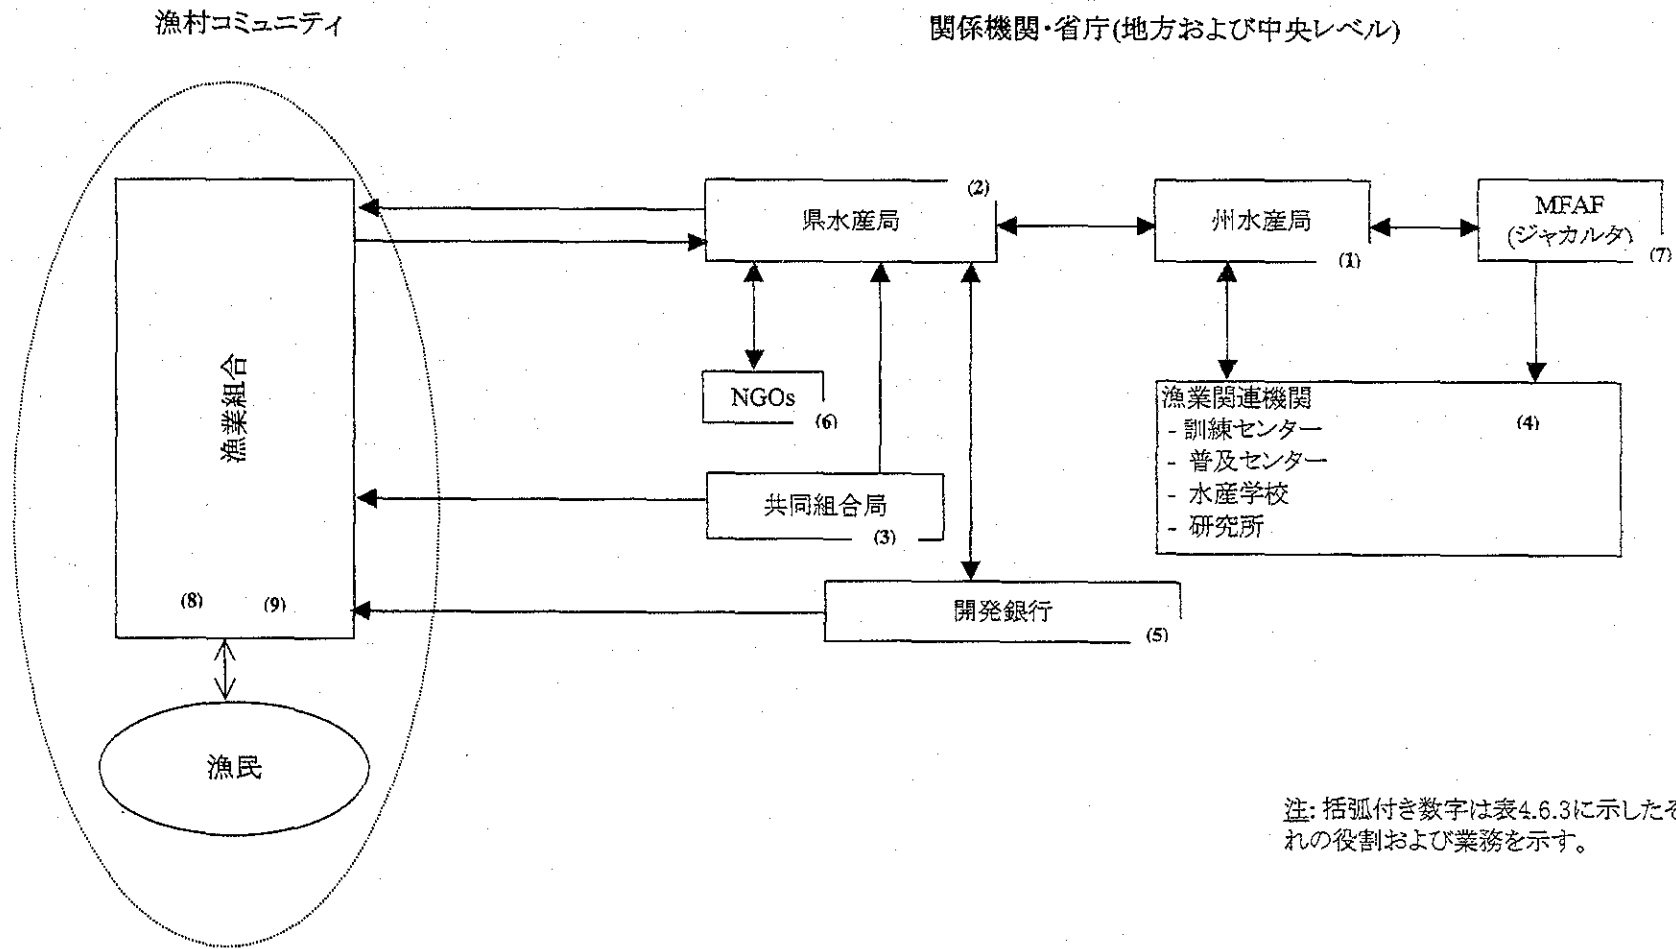 漁村コミュニティ
関係機関・省庁(地方および中央レベル)
県水産局
(2)
州水産局
(1)
MFAF
(ジャカルタ)
(7)
漁業組合
(8)
(9)
NGOs
(6)
共同組合局
(3)
開発銀行
(5)
漁業関連機関
- 訓練センター
- 普及センター
- 水産学校
- 研究所
(4)
漁民
注: 括弧付き数字は表4.6.3に示したそ
れの役割および業務を示す。